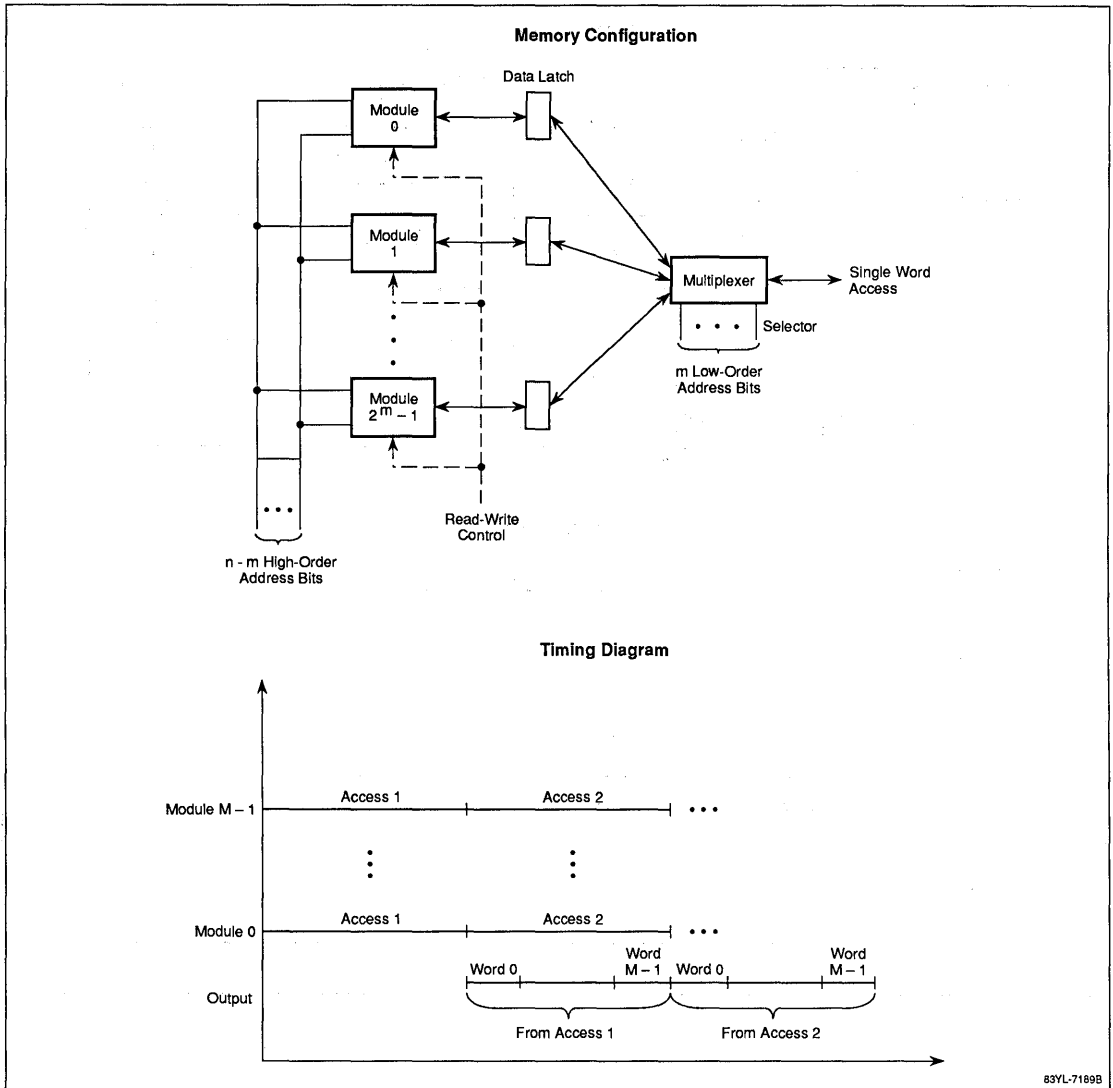 Memory Configuration
Data Latch
Module
0
Module
1
Module
2^m – 1
Multiplexer
Single Word
Access
Selector
m Low-Order
Address Bits
Read-Write
Control
n - m High-Order
Address Bits
Timing Diagram
Module M – 1
Access 1
Access 2
Module 0
Access 1
Access 2
Output
Word 0
Word
M – 1
Word 0
Word
M – 1
From Access 1
From Access 2
83YL-7189B